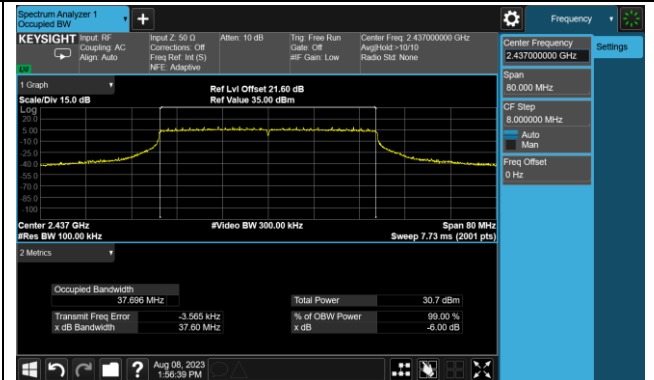 Spectrum Analyzer 1
Occupied BW
Frequency
KEYSIGHT
Input: RF
Coupling: AC
Align: Auto
Input Z: 50 Ω
Corrections: Off
Freq Ref: Int (S)
NFE: Adaptive
Atten: 10 dB
Trig: Free Run
Gate: Off
#IF Gain: Low
Center Freq: 2.437000000 GHz
Avg|Hold:>10/10
Radio Std: None
Center Frequency
2.437000000 GHz
Settings
Span
80.000 MHz
CF Step
8.000000 MHz
Auto
Man
Freq Offset
0 Hz
1 Graph
Scale/Div 15.0 dB
Ref Lvl Offset 21.60 dB
Ref Value 35.00 dBm
Log
20.0
5.00
-10.0
-25.0
-40.0
-55.0
-70.0
-85.0
-100
Center 2.437 GHz
#Video BW 300.00 kHz
Span 80 MHz
#Res BW 100.00 kHz
Sweep 7.73 ms (2001 pts)
2 Metrics
Occupied Bandwidth
37.696 MHz
Total Power
30.7 dBm
Transmit Freq Error
-3.565 kHz
% of OBW Power
99.00 %
x dB Bandwidth
37.60 MHz
x dB
-6.00 dB
Aug 08, 2023
1:56:39 PM